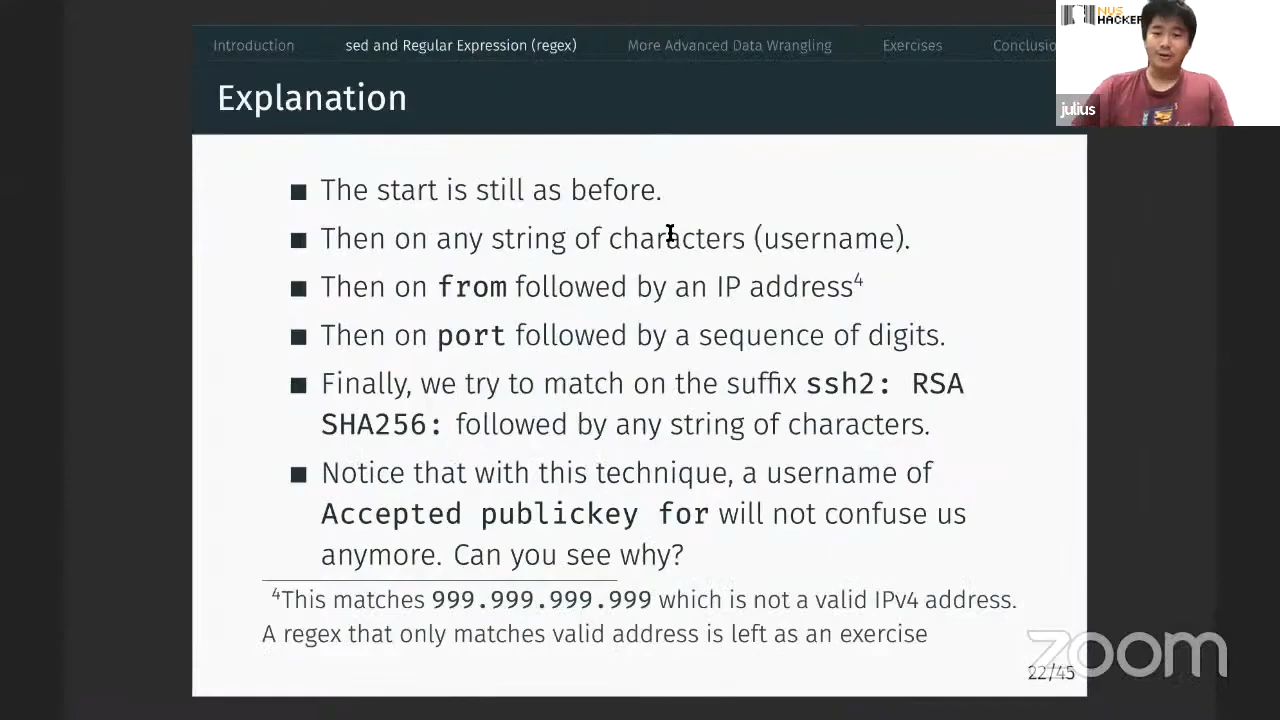 NUS
HACKER
julius
Introduction sed and Regular Expression (regex) More Advanced Data Wrangling Exercises Conclusio
Explanation
■ The start is still as before.
■ Then on any string of characters (username).
■ Then on from followed by an IP address⁴
■ Then on port followed by a sequence of digits.
■ Finally, we try to match on the suffix ssh2: RSA
SHA256: followed by any string of characters.
■ Notice that with this technique, a username of
Accepted publickey for will not confuse us
anymore. Can you see why?
⁴This matches 999.999.999.999 which is not a valid IPv4 address.
A regex that only matches valid address is left as an exercise
22/45
zoom